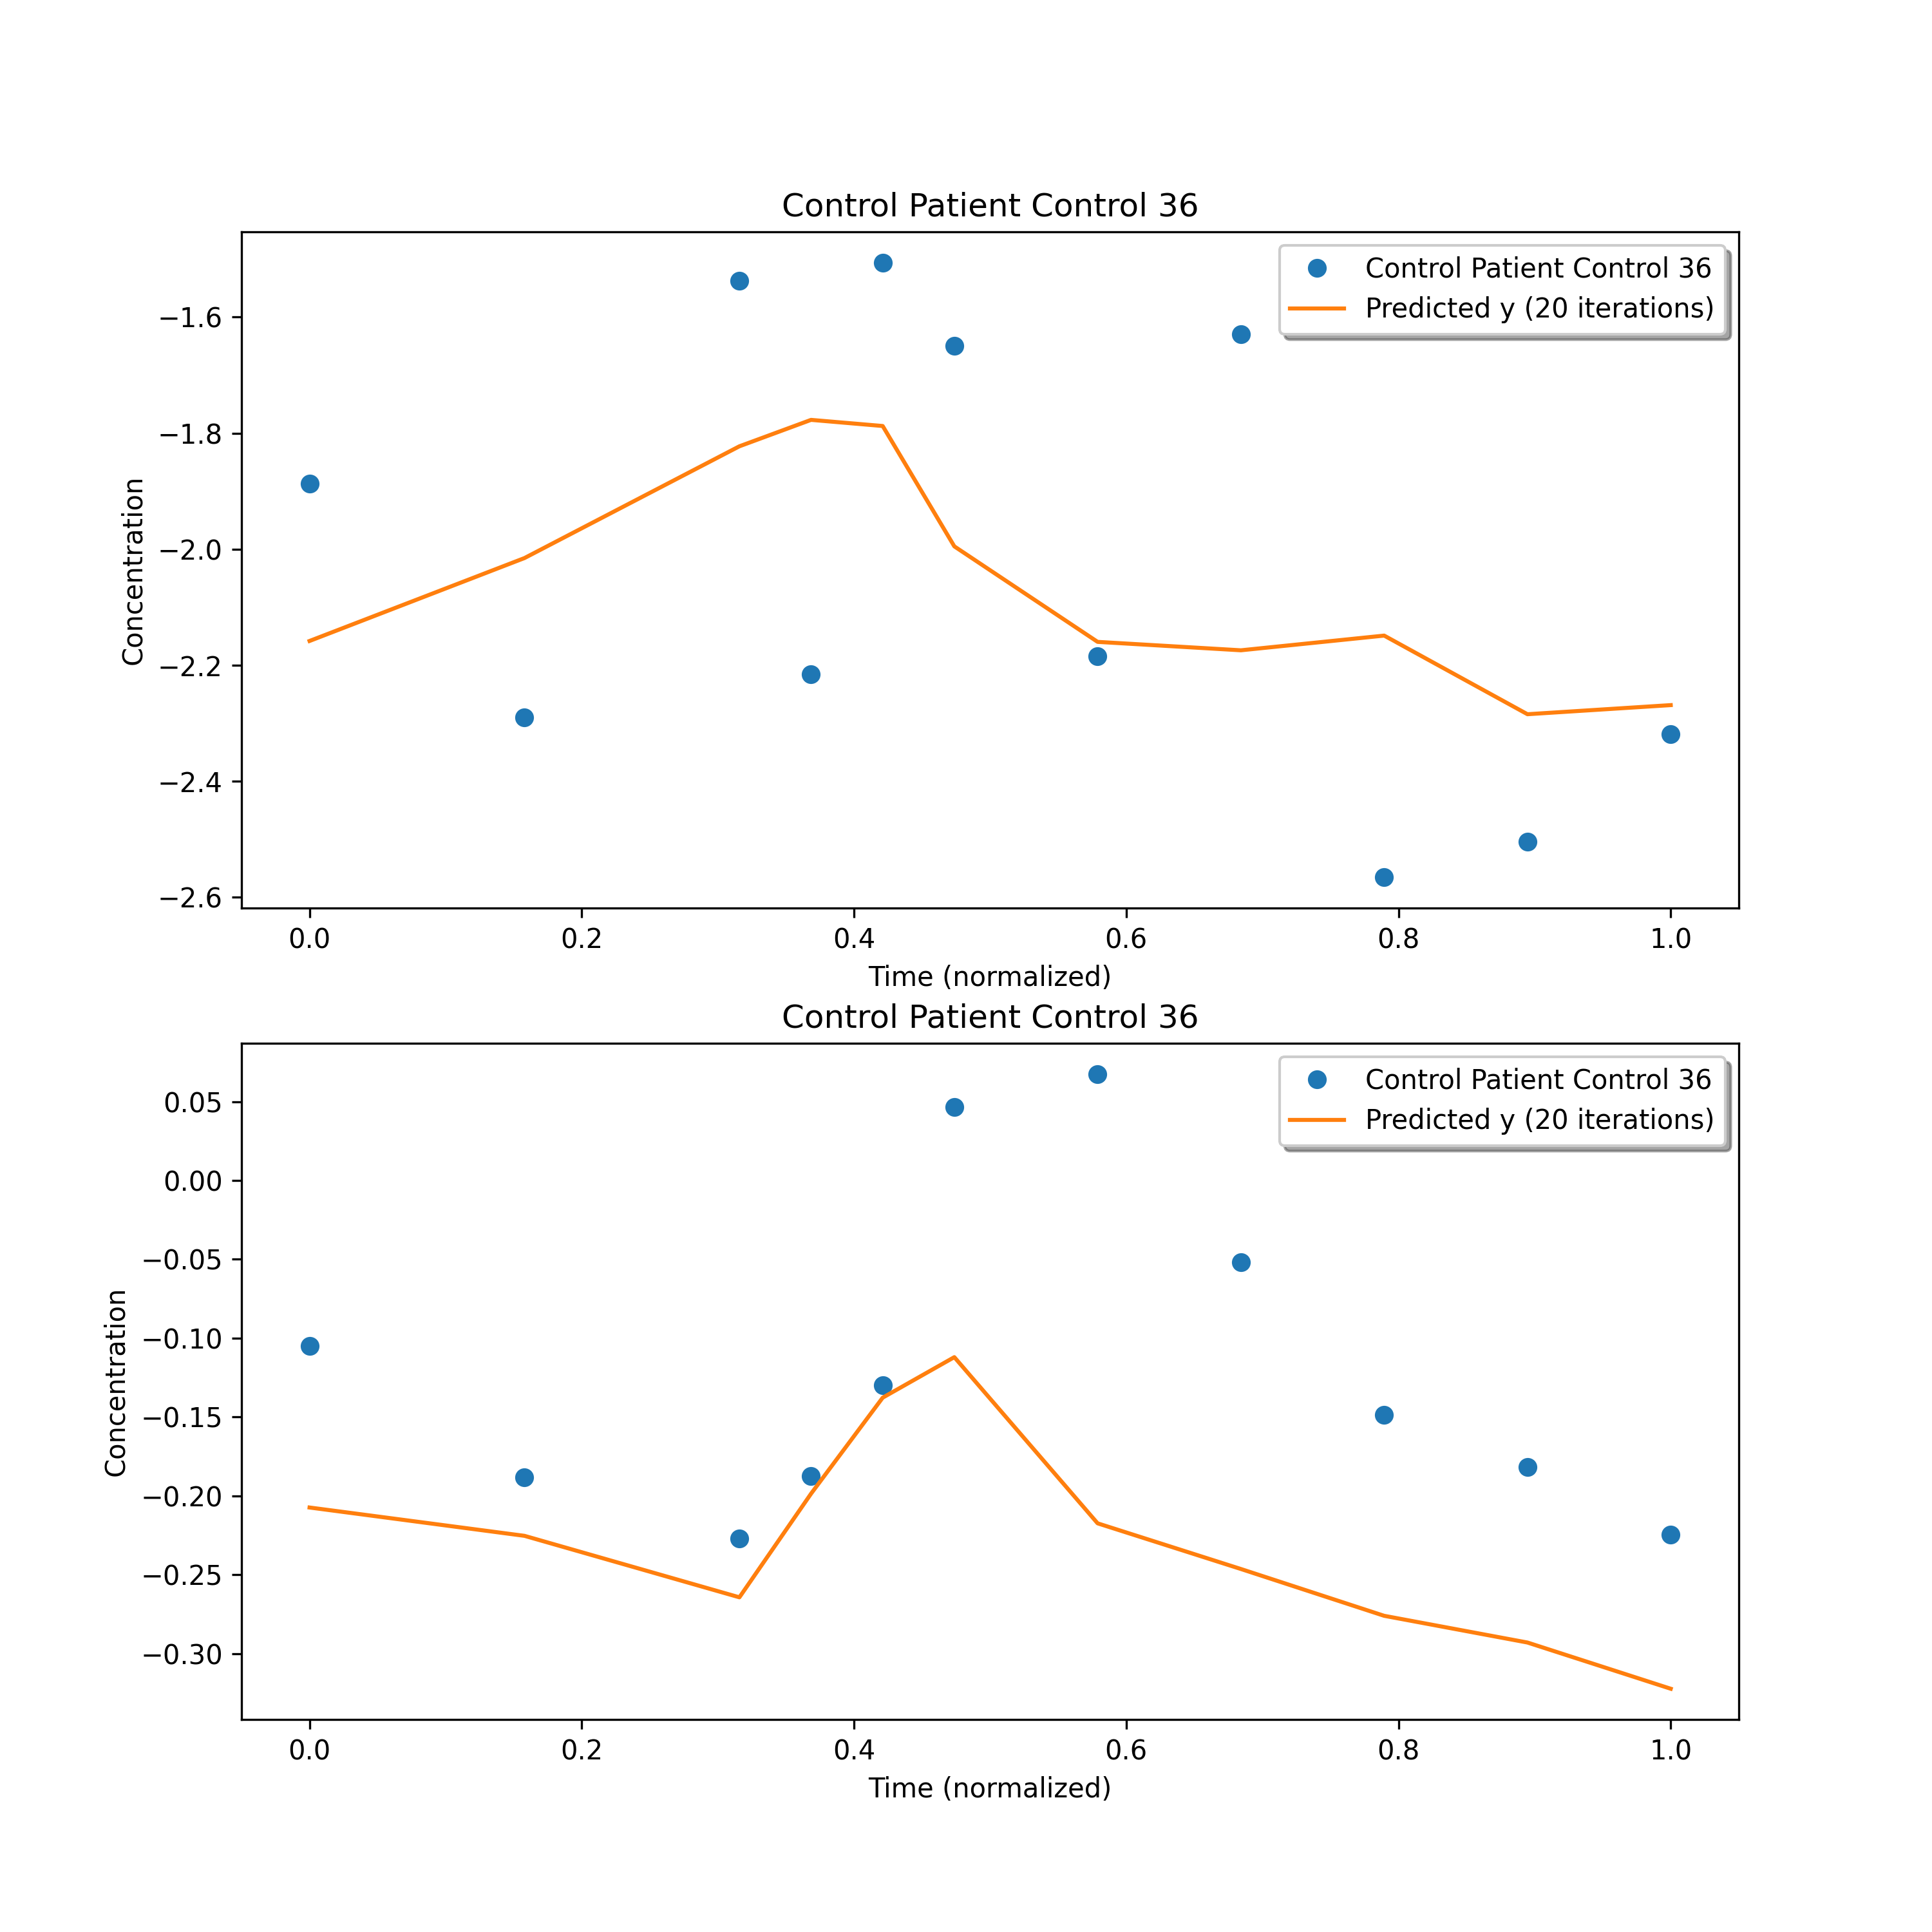 Control Patient Control 36
Control Patient Control 36
Predicted y (20 iterations)
−1.6
−1.8
−2.0
−2.2
−2.4
−2.6
Concentration
0.0 0.2 0.4 0.6 0.8 1.0
Time (normalized)
Control Patient Control 36
Control Patient Control 36
Predicted y (20 iterations)
0.05
0.00
−0.05
−0.10
−0.15
−0.20
−0.25
−0.30
Concentration
0.0 0.2 0.4 0.6 0.8 1.0
Time (normalized)